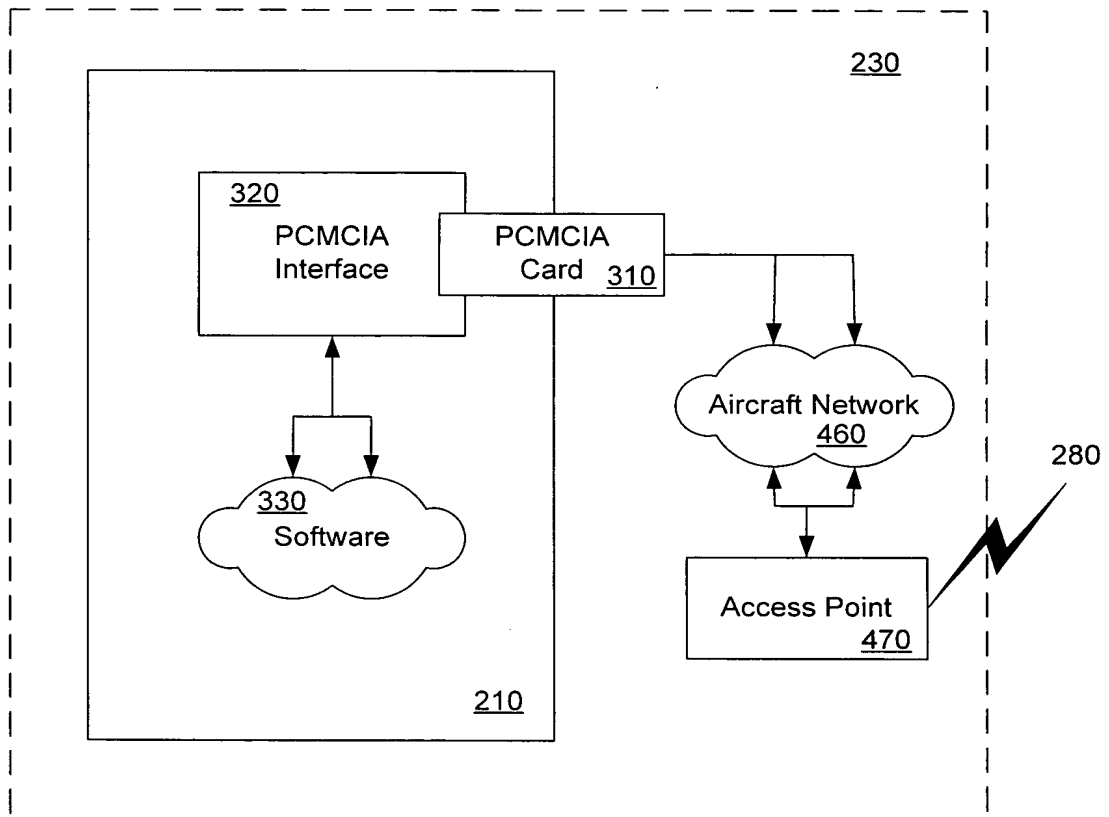 230
320
PCMCIA
Interface
PCMCIA
Card
310
Aircraft Network
460
280
330
Software
Access Point
470
210